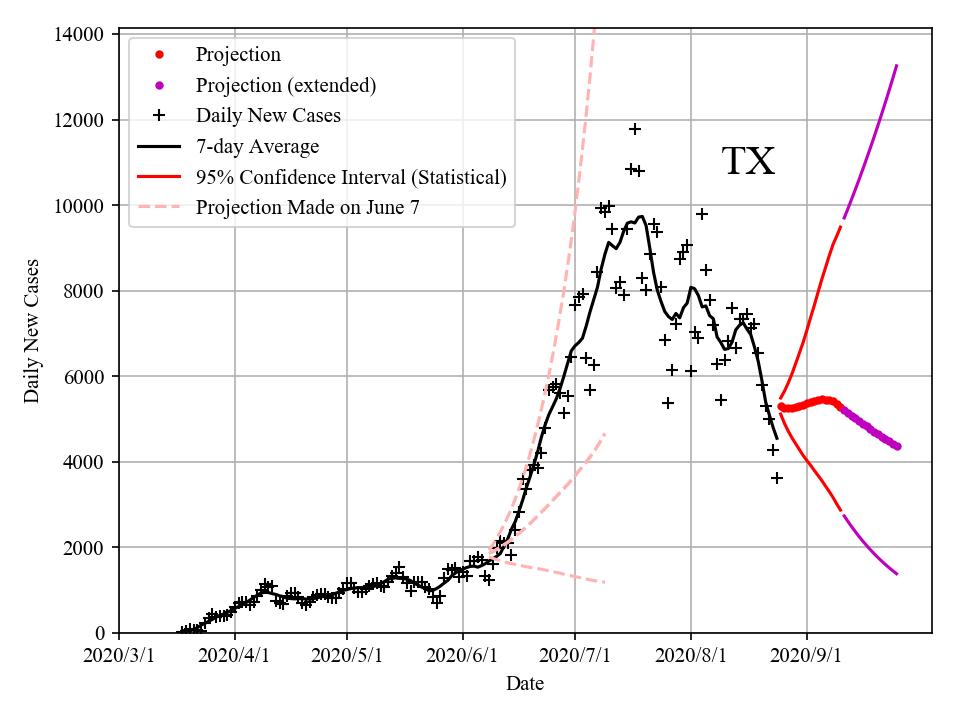 14000
12000
10000
8000
6000
4000
2000
0
Daily New Cases
Projection
Projection (extended)
Daily New Cases
7-day Average
95% Confidence Interval (Statistical)
Projection Made on June 7
TX
2020/3/1 2020/4/1 2020/5/1 2020/6/1 2020/7/1 2020/8/1 2020/9/1
Date